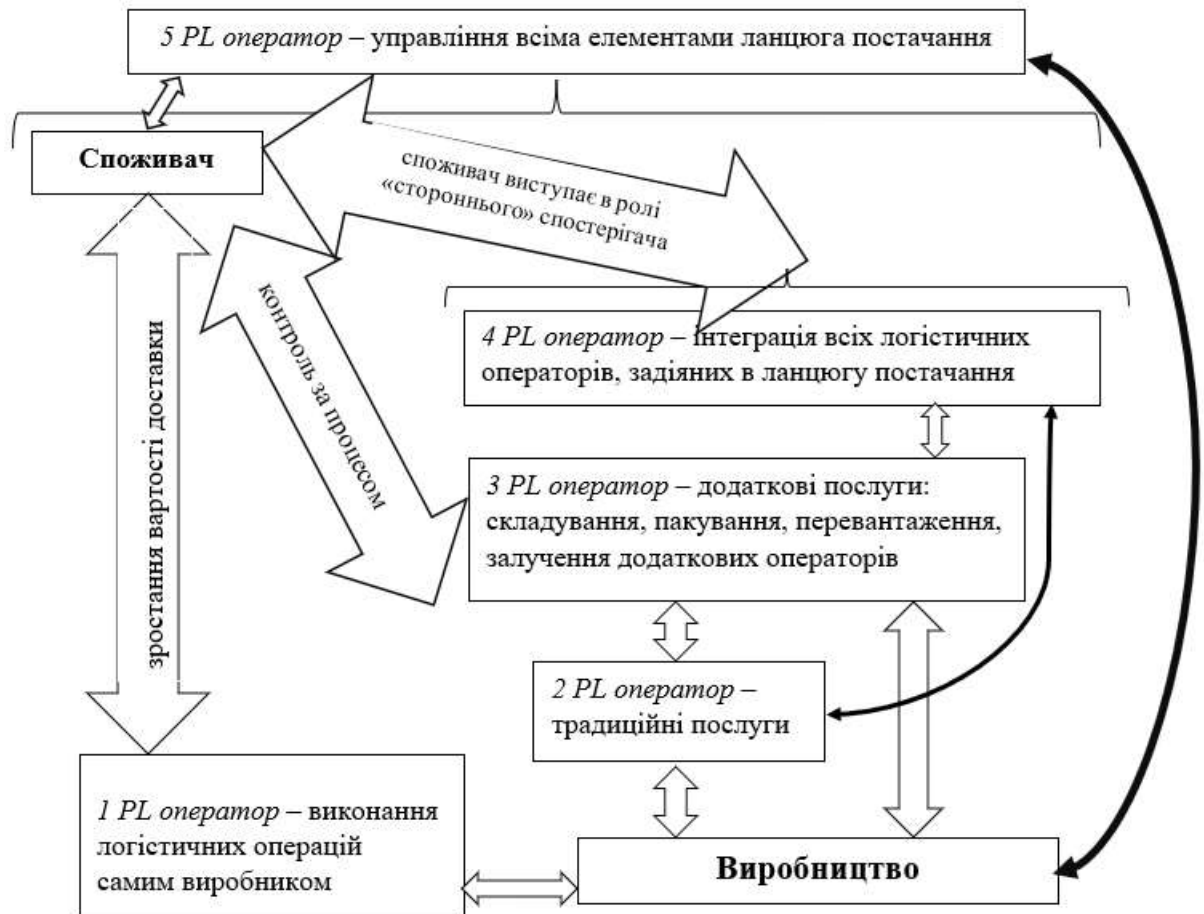 5 PL оператор – управління всіма елементами ланцюга постачання
Споживач
споживач виступає в ролі
«стороннього» спостерігача
контроль за процесом
зростання вартості доставки
4 PL оператор – інтеграція всіх логістичних
операторів, задіяних в ланцюгу постачання
3 PL оператор – додаткові послуги:
складування, пакування, перевантаження,
залучення додаткових операторів
2 PL оператор –
традиційні послуги
1 PL оператор – виконання
логістичних операцій
самим виробником
Виробництво